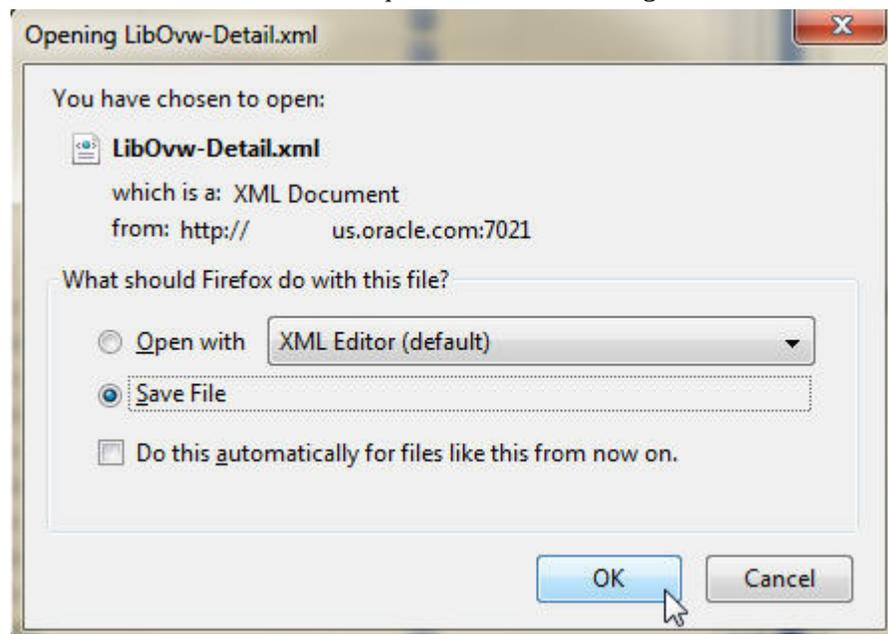 Opening LibOvw-Detail.xml
X
You have chosen to open:
LibOvw-Detail.xml
which is a: XML Document
from: http:// us.oracle.com:7021
What should Firefox do with this file?
Open with XML Editor (default)
Save File
Do this automatically for files like this from now on.
OK Cancel